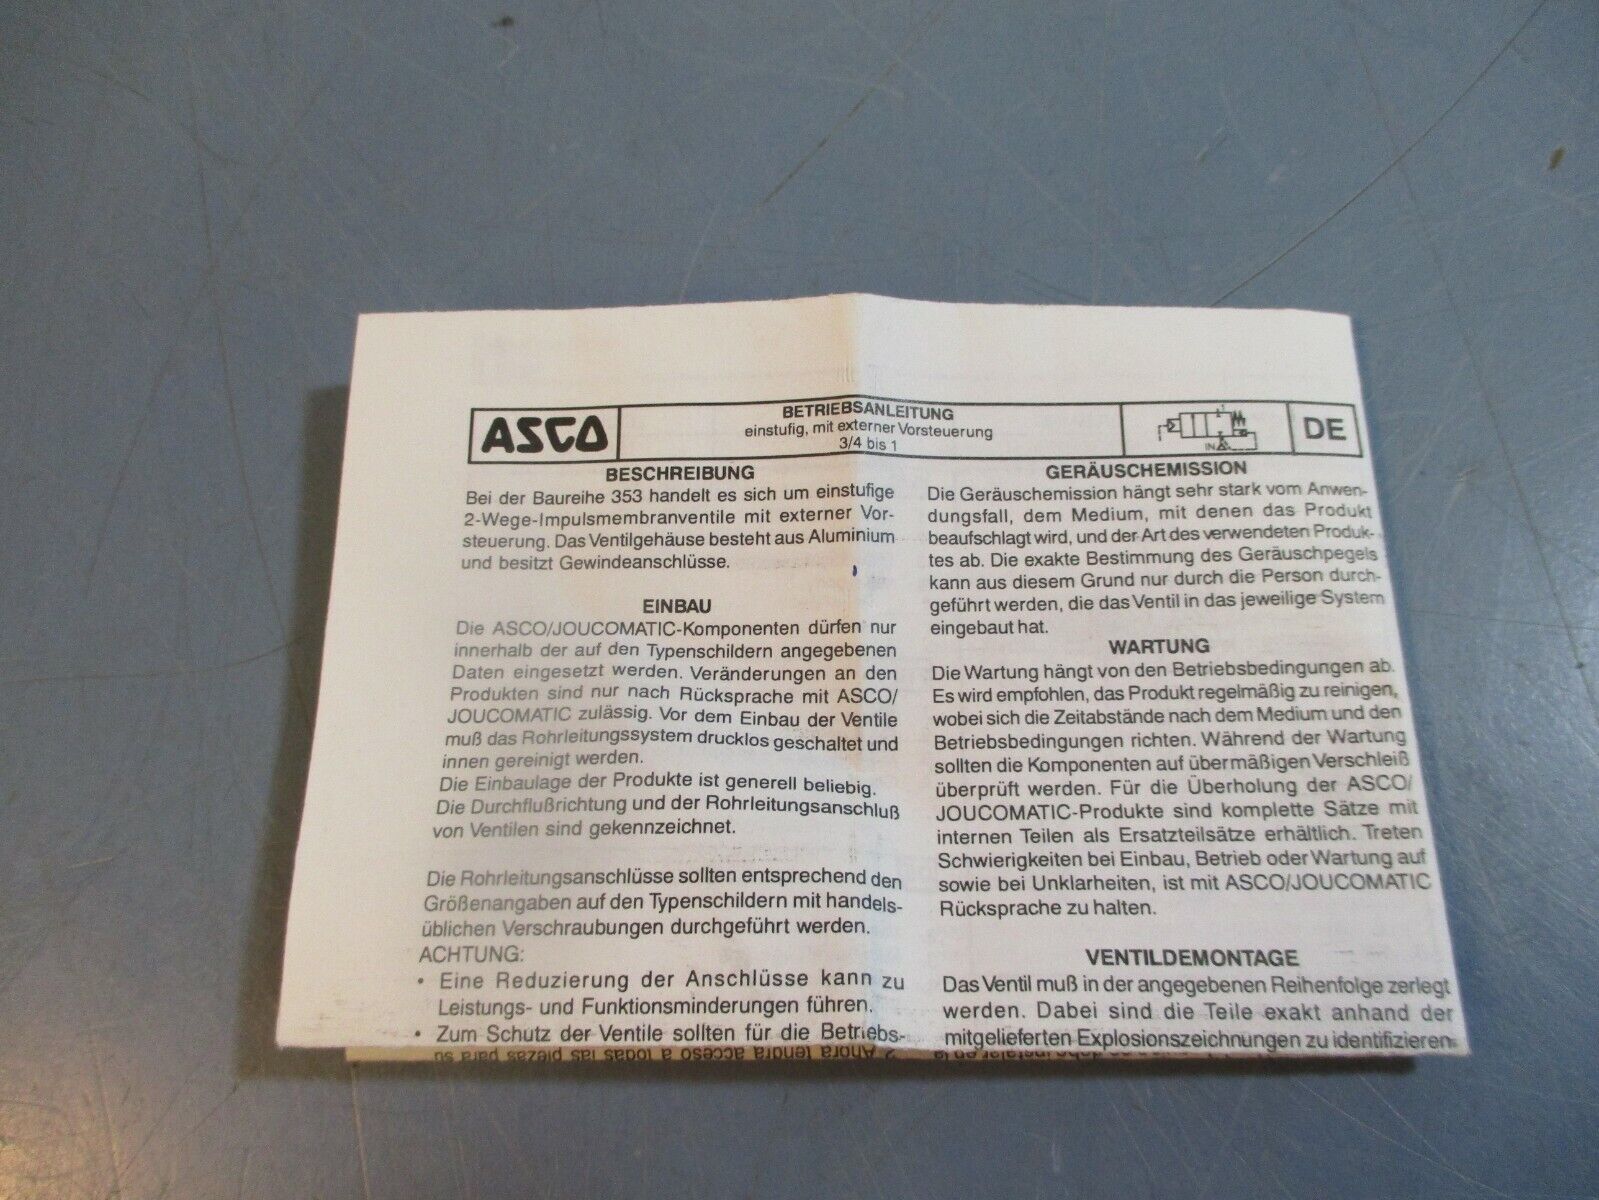 ASCO
BETRIEBSANLEITUNG
einstufig, mit externer Vorsteuerung
3/4 bis 1
IN
DE
BESCHREIBUNG
Bei der Baureihe 353 handelt es sich um einstufige
2-Wege-Impulsmembranventile mit externer Vor-
steuerung. Das Ventilgehäuse besteht aus Aluminium
und besitzt Gewindeanschlüsse.
EINBAU
Die ASCO/JOUCOMATIC-Komponenten dürfen nur
innerhalb der auf den Typenschildern angegebenen
Daten eingesetzt werden. Veränderungen an den
Produkten sind nur nach Rücksprache mit ASCO/
JOUCOMATIC zulässig. Vor dem Einbau der Ventile
muß das Rohrleitungssystem drucklos geschaltet und
innen gereinigt werden.
Die Einbaulage der Produkte ist generell beliebig.
Die Durchflußrichtung und der Rohrleitungsanschluß
von Ventilen sind gekennzeichnet.
Die Rohrleitungsanschlüsse sollten entsprechend den
Größenangaben auf den Typenschildern mit handels-
üblichen Verschraubungen durchgeführt werden.
ACHTUNG:
• Eine Reduzierung der Anschlüsse kann zu
Leistungs- und Funktionsminderungen führen.
• Zum Schutz der Ventile sollten für die Betriebs-
GERÄUSCHEMISSION
Die Geräuschemission hängt sehr stark vom Anwen-
dungsfall, dem Medium, mit denen das Produkt
beaufschlagt wird, und der Art des verwendeten Produk-
tes ab. Die exakte Bestimmung des Geräuschpegels
kann aus diesem Grund nur durch die Person durch-
geführt werden, die das Ventil in das jeweilige System
eingebaut hat.
WARTUNG
Die Wartung hängt von den Betriebsbedingungen ab.
Es wird empfohlen, das Produkt regelmäßig zu reinigen,
wobei sich die Zeitabstände nach dem Medium und den
Betriebsbedingungen richten. Während der Wartung
sollten die Komponenten auf übermäßigen Verschleiß
überprüft werden. Für die Überholung der ASCO/
JOUCOMATIC-Produkte sind komplette Sätze mit
internen Teilen als Ersatzteilsätze erhältlich. Treten
Schwierigkeiten bei Einbau, Betrieb oder Wartung auf
sowie bei Unklarheiten, ist mit ASCO/JOUCOMATIC
Rücksprache zu halten.
VENTILDEMONTAGE
Das Ventil muß in der angegebenen Reihenfolge zerlegt
werden. Dabei sind die Teile exakt anhand der
mitgelieferten Explosionszeichnungen zu identifizieren.
2 Ahora tendrá acceso a todas las piezas para su